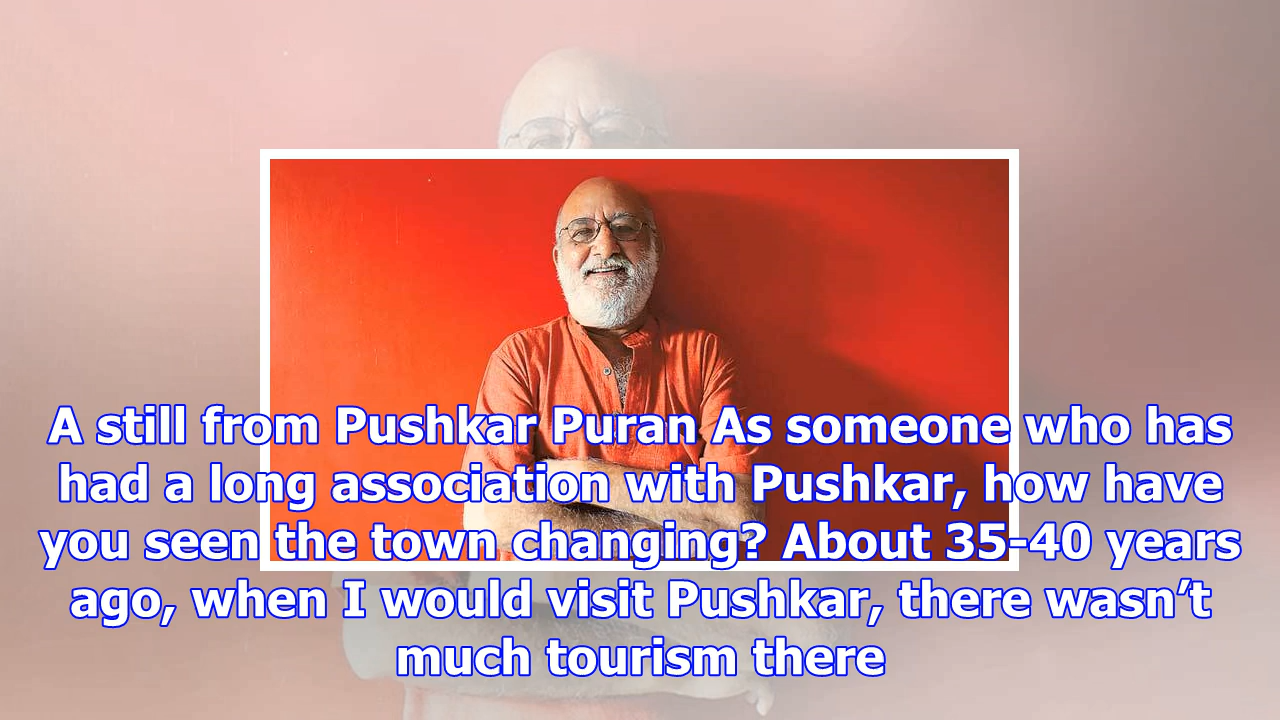 A still from Pushkar Puran As someone who has
had a long association with Pushkar, how have
you seen the town changing? About 35-40 years
ago, when I would visit Pushkar, there wasn’t
much tourism there